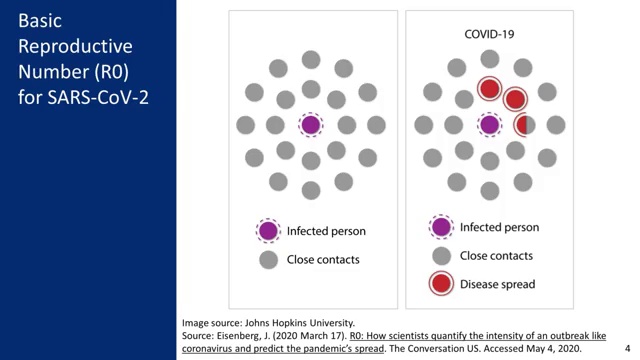 Basic
Reproductive
Number (R0)
for SARS-CoV-2
Infected person
Close contacts
COVID-19
Infected person
Close contacts
Disease spread
Image source: Johns Hopkins University.
Source: Eisenberg, J. (2020 March 17). R0: How scientists quantify the intensity of an outbreak like
coronavirus and predict the pandemic's spread. The Conversation US. Accessed May 4, 2020.
4